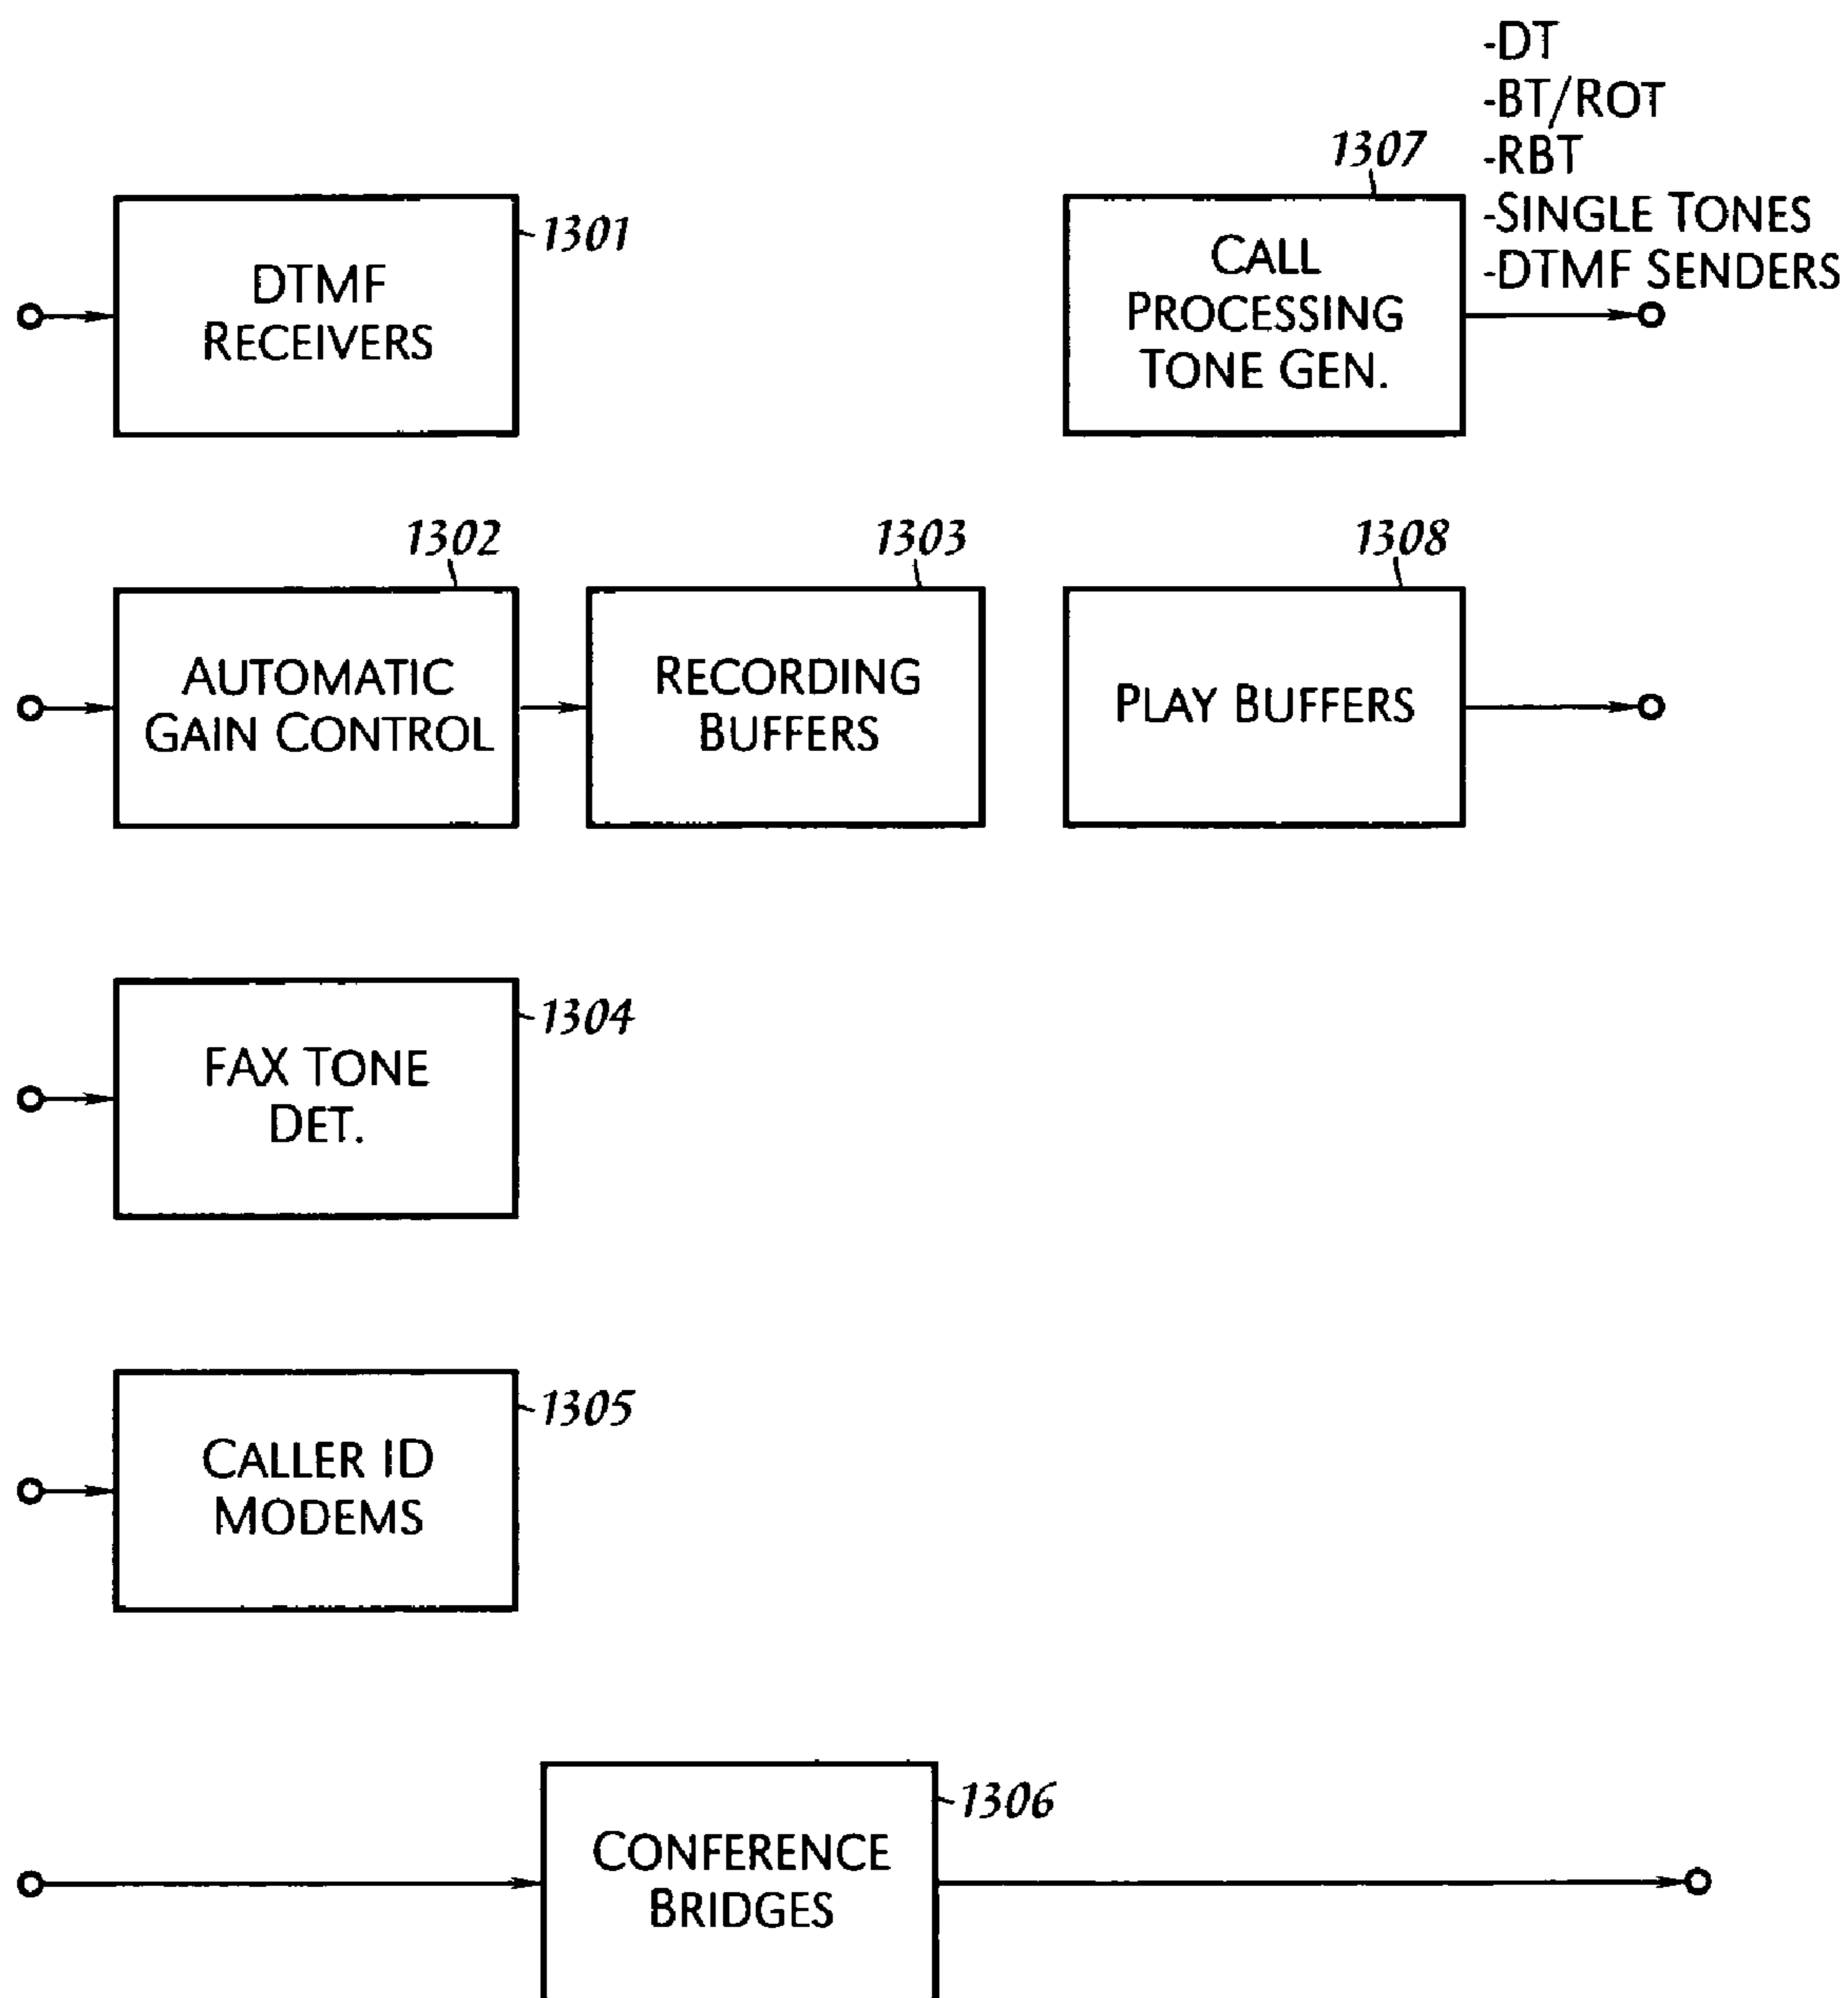 -DT
-BT/ROT
-RBT
-SINGLE TONES
-DTMF SENDERS
1301
DTMF
RECEIVERS
1307
CALL
PROCESSING
TONE GEN.
1302
AUTOMATIC
GAIN CONTROL
1303
RECORDING
BUFFERS
1308
PLAY BUFFERS
1304
FAX TONE
DET.
1305
CALLER ID
MODEMS
1306
CONFERENCE
BRIDGES